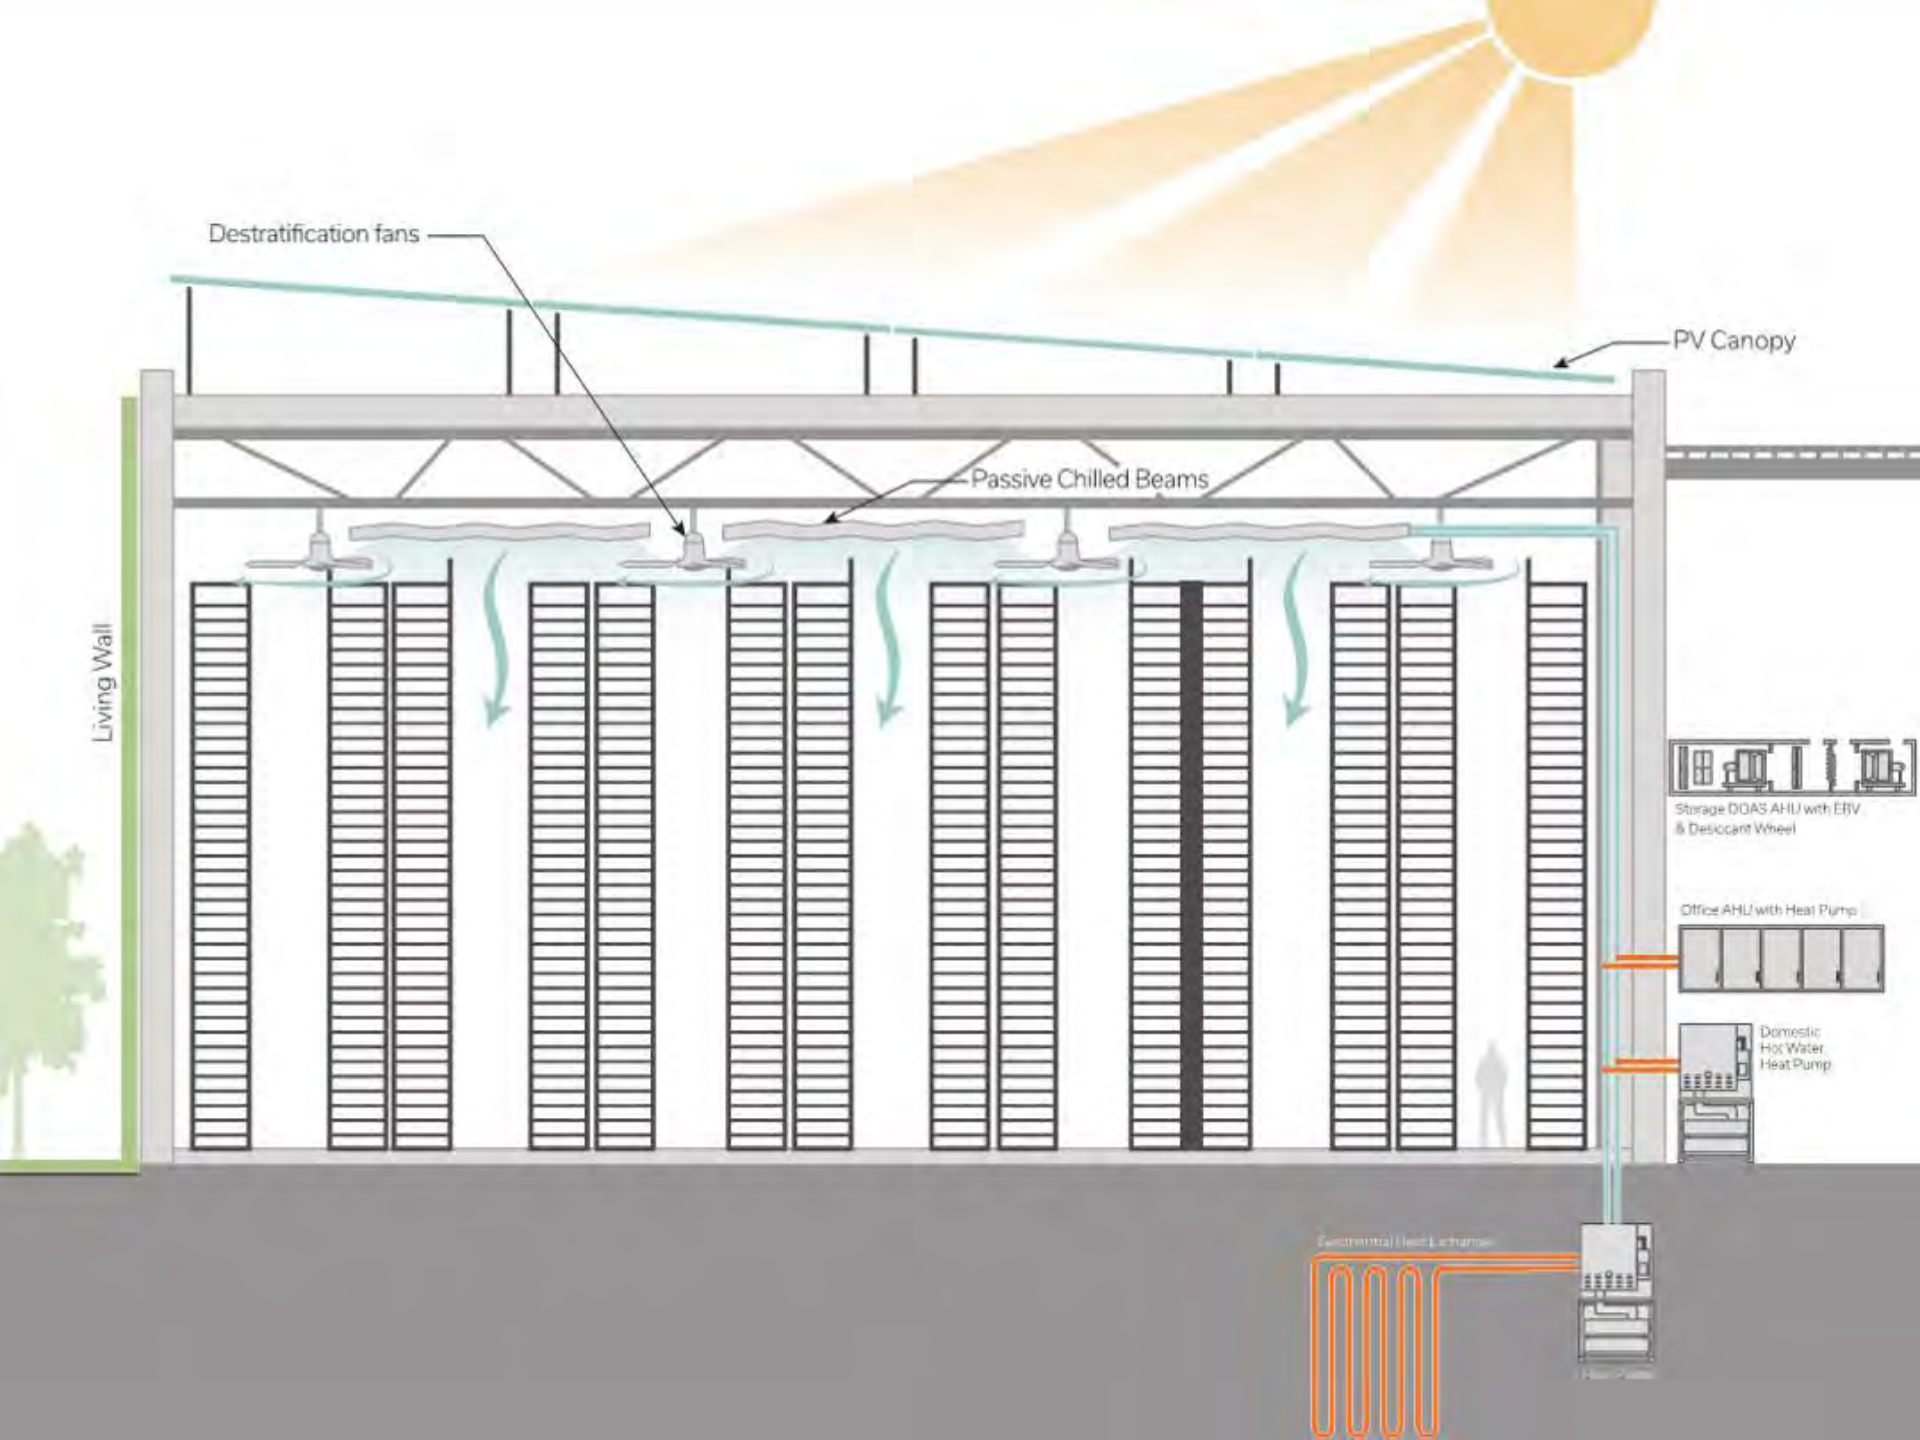 Destratification fans
PV Canopy
Passive Chilled Beams
Living Wall
Storage DOAS AHU with ERV
& Desiccant Wheel
Office AHU with Heat Pump
Domestic
Hot Water
Heat Pump
Heat Exchange